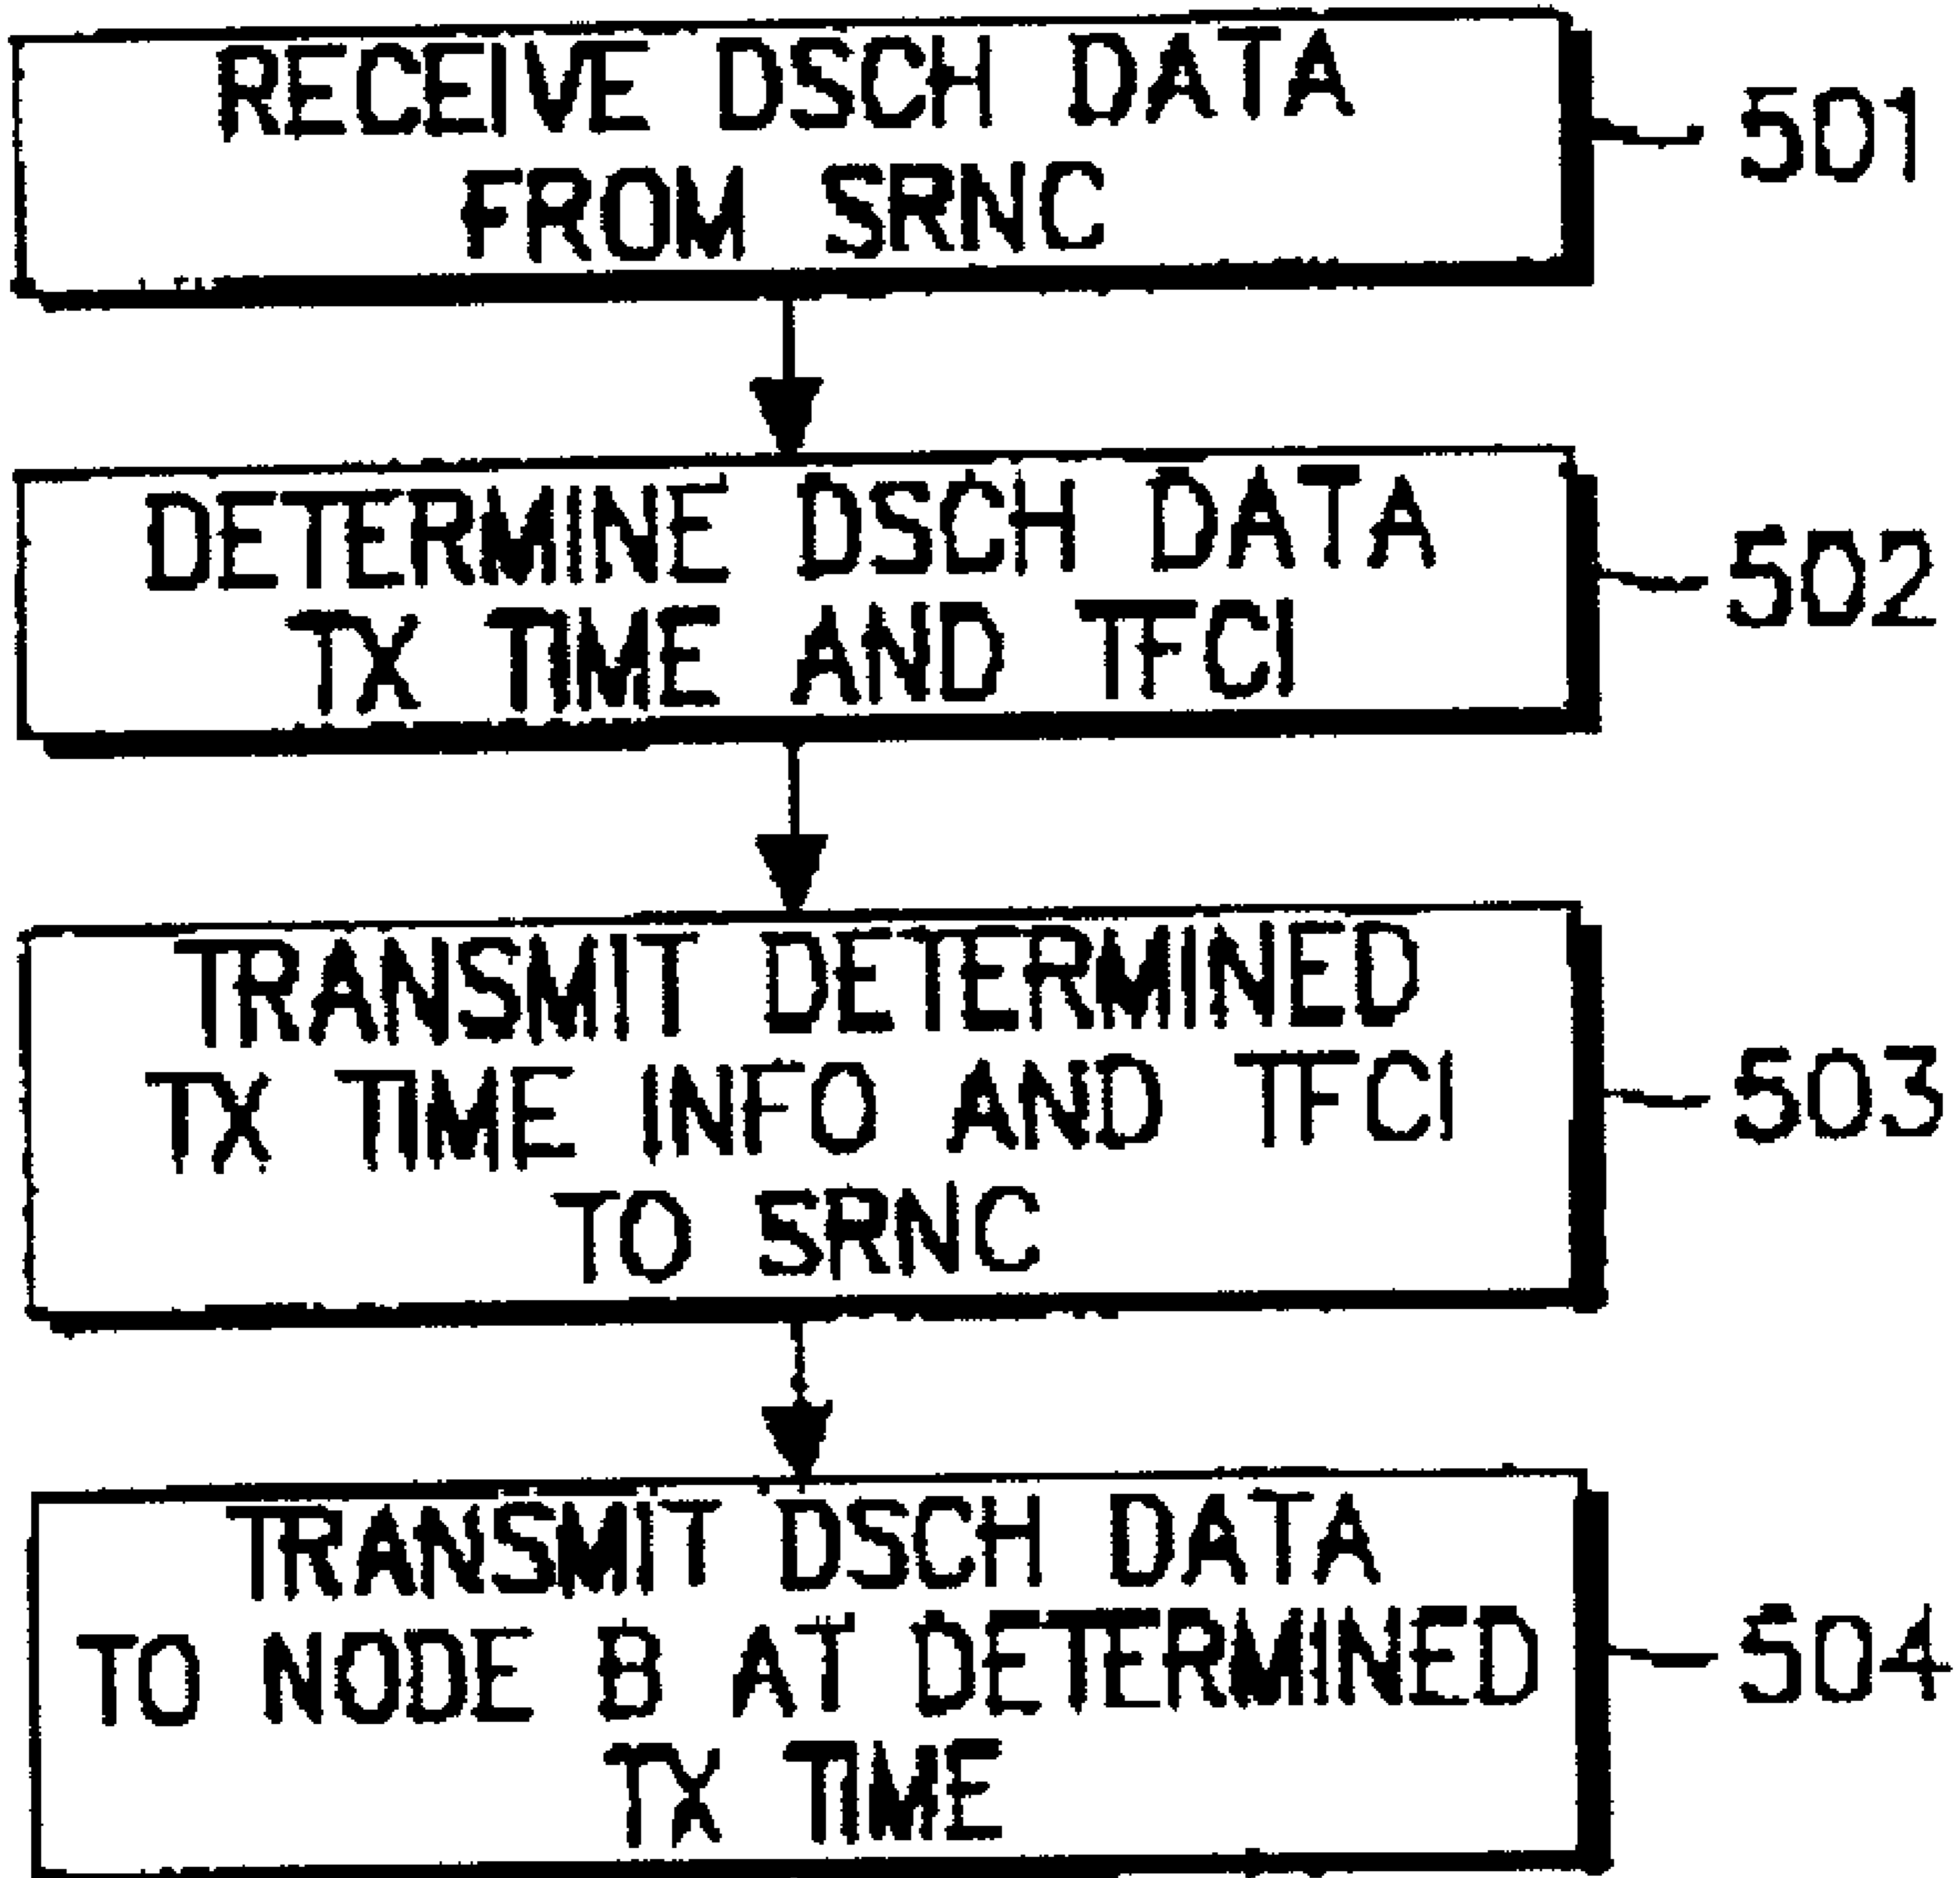 RECEIVE DSCH DATA
FROM SRNC
501
DETERMINE DSCH DATA
TX TIME AND TFCI
502
TRANSMIT DETERMINED
TX TIME INFO AND TFCI
TO SRNC
503
TRANSMIT DSCH DATA
TO NODE B AT DETERMINED
TX TIME
504